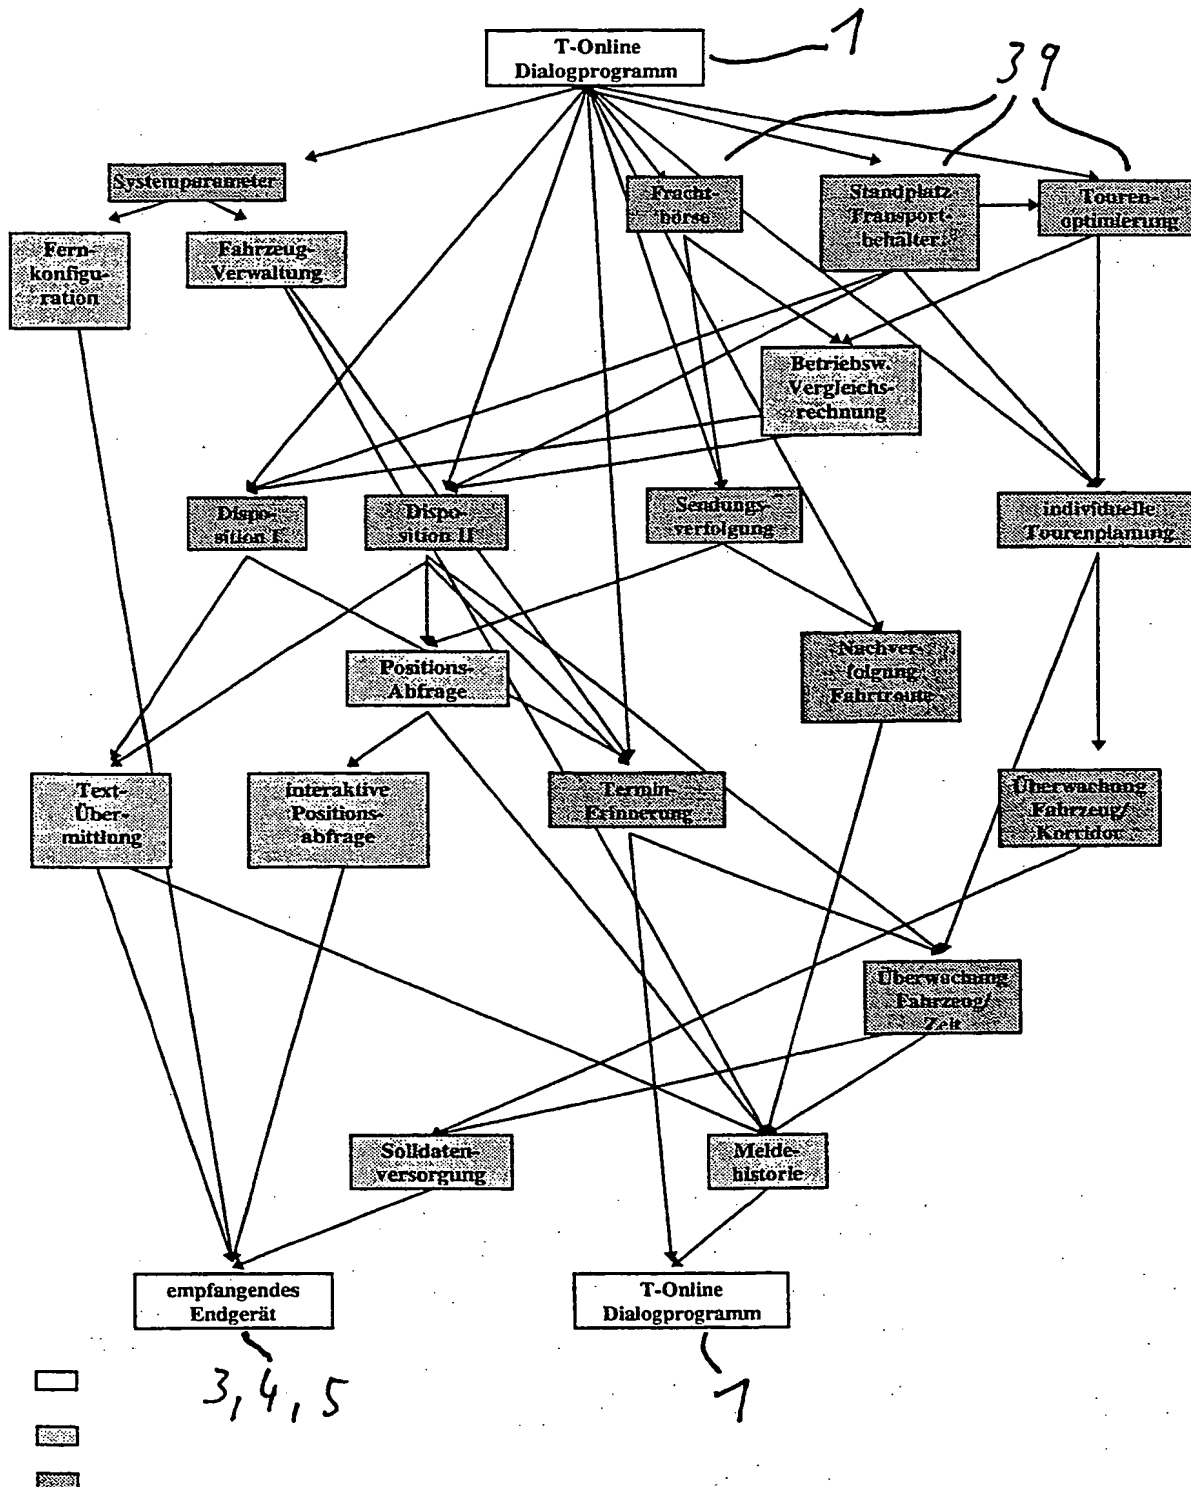 T-Online
Dialogprogramm
1
39
Systemparameter
Fracht-
börse
Standplatz-
Transport-
behälter
Touren-
optimierung
Fern-
konfigu-
ration
Fahrzeug-
Verwaltung
Betriebsw.
Vergleichs-
rechnung
Dispo-
sition I
Dispo-
sition II
Sendungs-
verfolgung
individuelle
Tourenplanung
Positions-
Abfrage
Nachver-
folgung
Fahrtroute
Text-
Über-
mittlung
interaktive
Positions-
abfrage
Termin-
Erinnerung
Überwachung
Fahrzeug/
Korridor
Überwachung
Fahrzeug/
Zeit
Solldaten-
versorgung
Melde-
historie
empfangendes
Endgerät
T-Online
Dialogprogramm
3, 4, 5
1